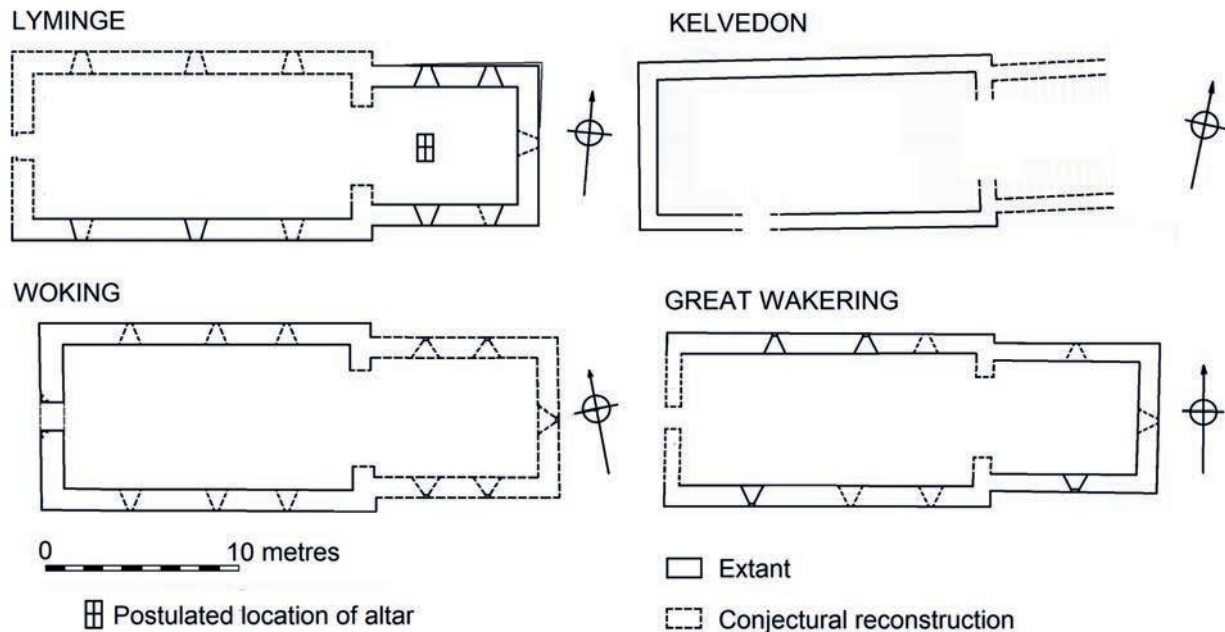 LYMINGE
KELVEDON
WOKING
GREAT WAKERING
0 10 metres
Postulated location of altar
Extant
Conjectural reconstruction